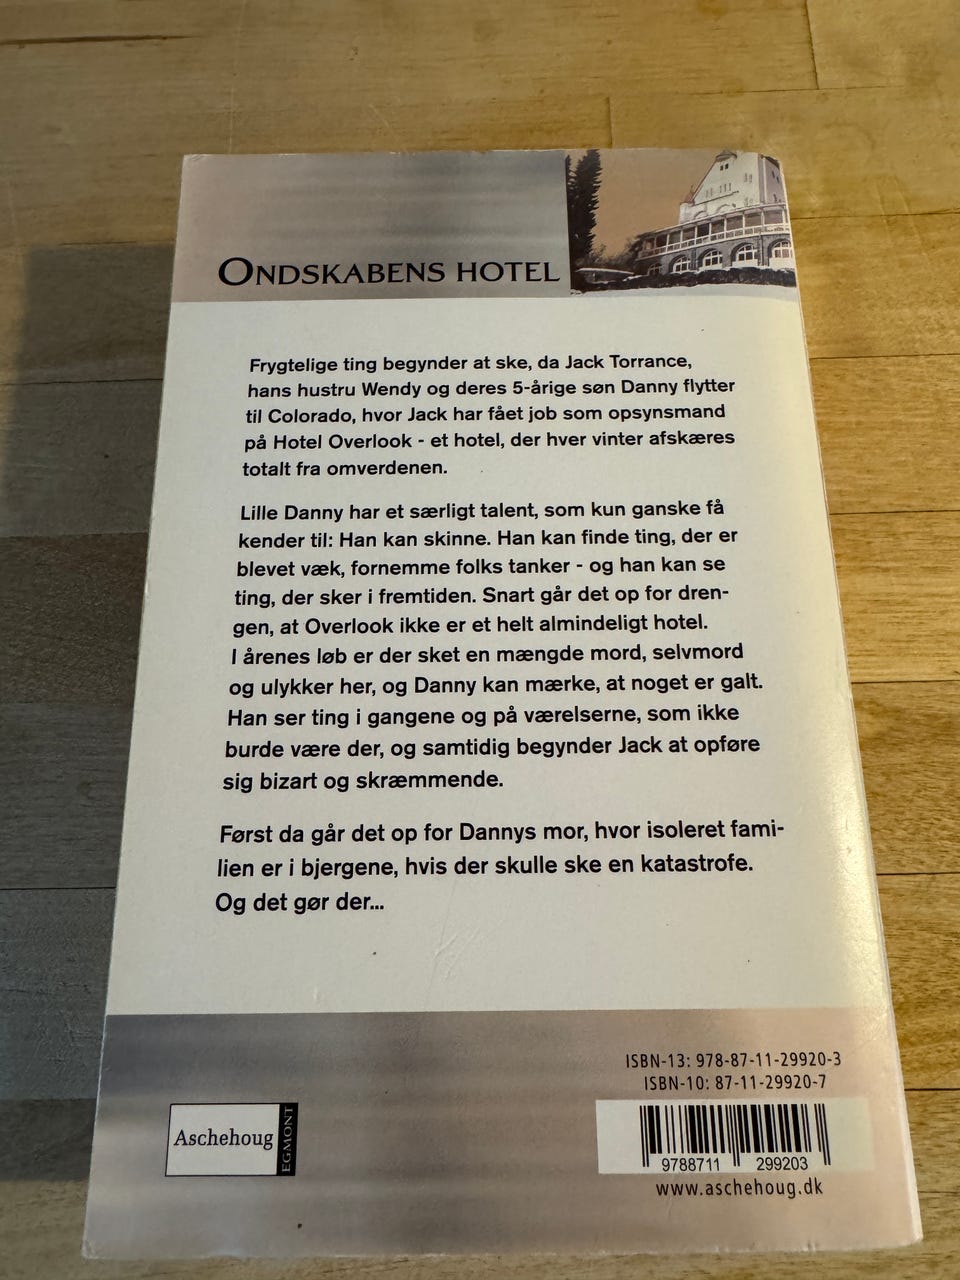 ONDSKABENS HOTEL
Frygtelige ting begynder at ske, da Jack Torrance,
hans hustru Wendy og deres 5-årige søn Danny flytter
til Colorado, hvor Jack har fået job som opsynsmand
på Hotel Overlook - et hotel, der hver vinter afskæres
totalt fra omverdenen.
Lille Danny har et særligt talent, som kun ganske få
kender til: Han kan skinne. Han kan finde ting, der er
blevet væk, fornemme folks tanker - og han kan se
ting, der sker i fremtiden. Snart går det op for dren-
gen, at Overlook ikke er et helt almindeligt hotel.
I årenes løb er der sket en mængde mord, selvmord
og ulykker her, og Danny kan mærke, at noget er galt.
Han ser ting i gangene og på værelserne, som ikke
burde være der, og samtidig begynder Jack at opføre
sig bizart og skræmmende.
Først da går det op for Dannys mor, hvor isoleret fami-
lien er i bjergene, hvis der skulle ske en katastrofe.
Og det gør der...
ISBN-13: 978-87-11-29920-3
ISBN-10: 87-11-29920-7
Aschehoug
EGMONT
9788711 299203
www.aschehoug.dk